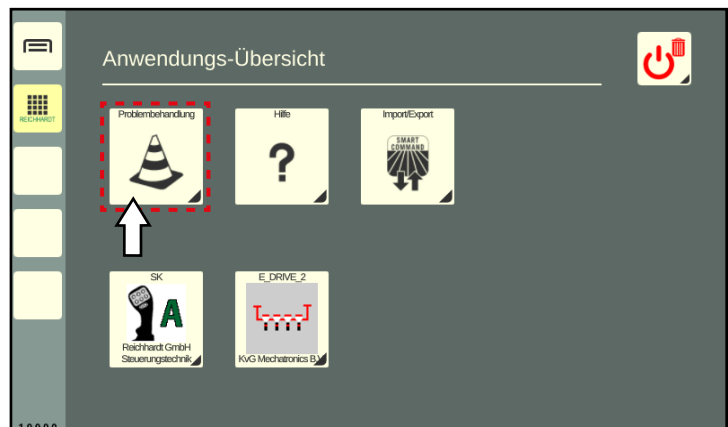 Anwendungs-Übersicht
REICHHARDT
Problembehandlung
Hilfe
?
Import/Export
SMART
COMMAND
SK
A
Reichhardt GmbH
Steuerungstechnik
E_DRIVE_2
KvG Mechatronics B.V